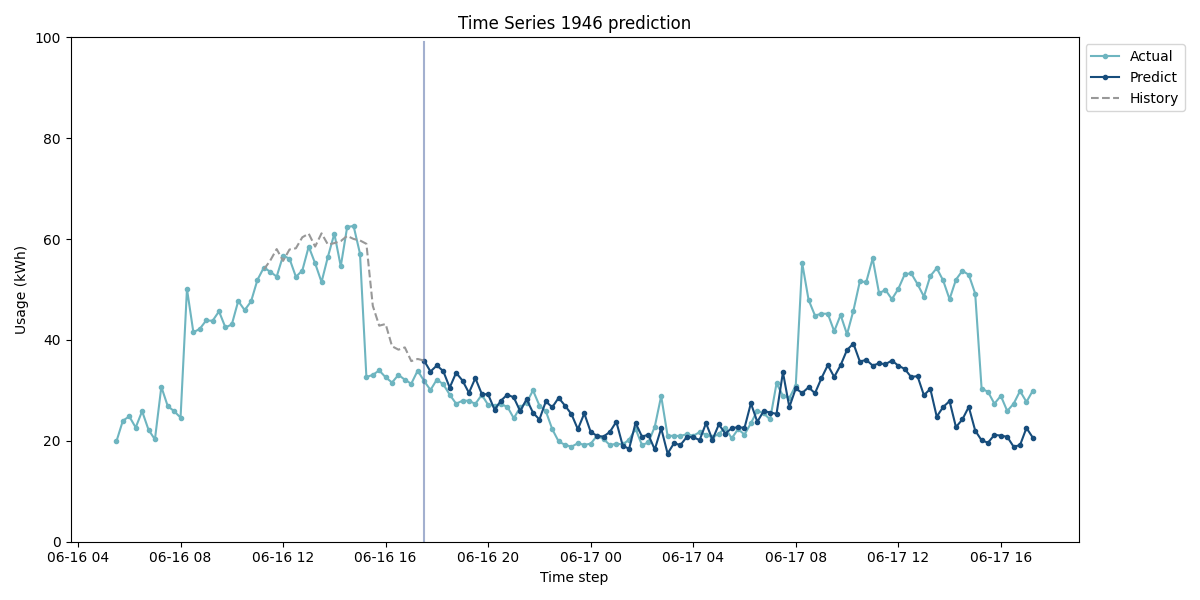 Time Series 1946 prediction
100
80
60
40
20
0
Usage (kWh)
06-16 04 06-16 08 06-16 12 06-16 16 06-16 20 06-17 00 06-17 04 06-17 08 06-17 12 06-17 16
Time step
Actual
Predict
History